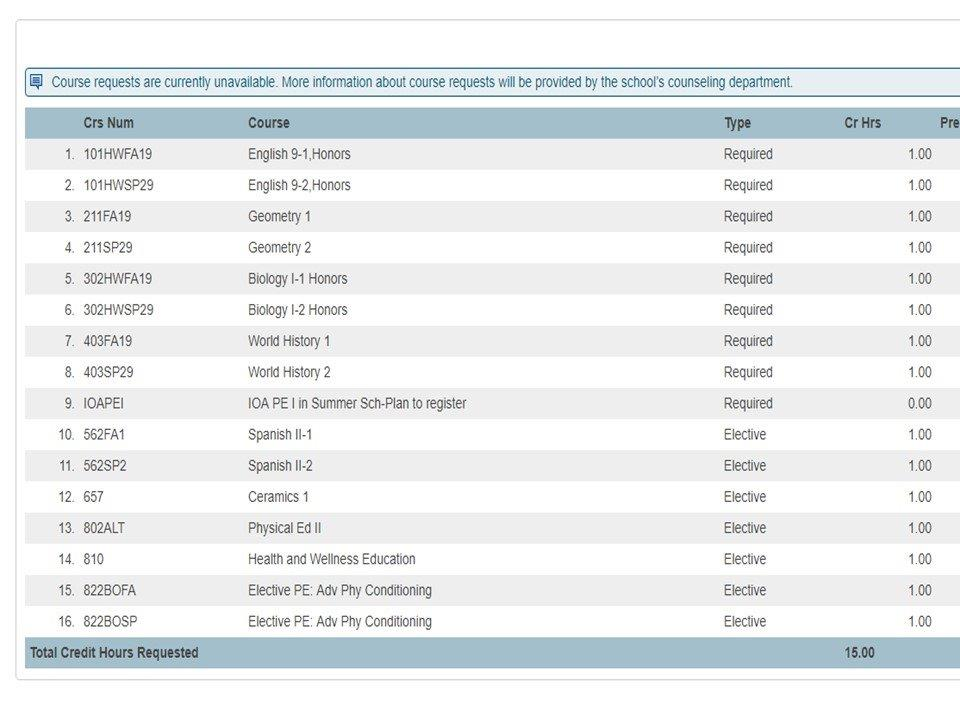 Course requests are currently unavailable. More information about course requests will be provided by the school's counseling department.
Crs Num Course Type Cr Hrs Pre
1. 101HWFA19 English 9-1,Honors Required 1.00
2. 101HWSP29 English 9-2,Honors Required 1.00
3. 211FA19 Geometry 1 Required 1.00
4. 211SP29 Geometry 2 Required 1.00
5. 302HWFA19 Biology I-1 Honors Required 1.00
6. 302HWSP29 Biology I-2 Honors Required 1.00
7. 403FA19 World History 1 Required 1.00
8. 403SP29 World History 2 Required 1.00
9. IOAPEI IOA PE I in Summer Sch-Plan to register Required 0.00
10. 562FA1 Spanish II-1 Elective 1.00
11. 562SP2 Spanish II-2 Elective 1.00
12. 657 Ceramics 1 Elective 1.00
13. 802ALT Physical Ed II Elective 1.00
14. 810 Health and Wellness Education Elective 1.00
15. 822BOFA Elective PE: Adv Phy Conditioning Elective 1.00
16. 822BOSP Elective PE: Adv Phy Conditioning Elective 1.00
Total Credit Hours Requested 15.00